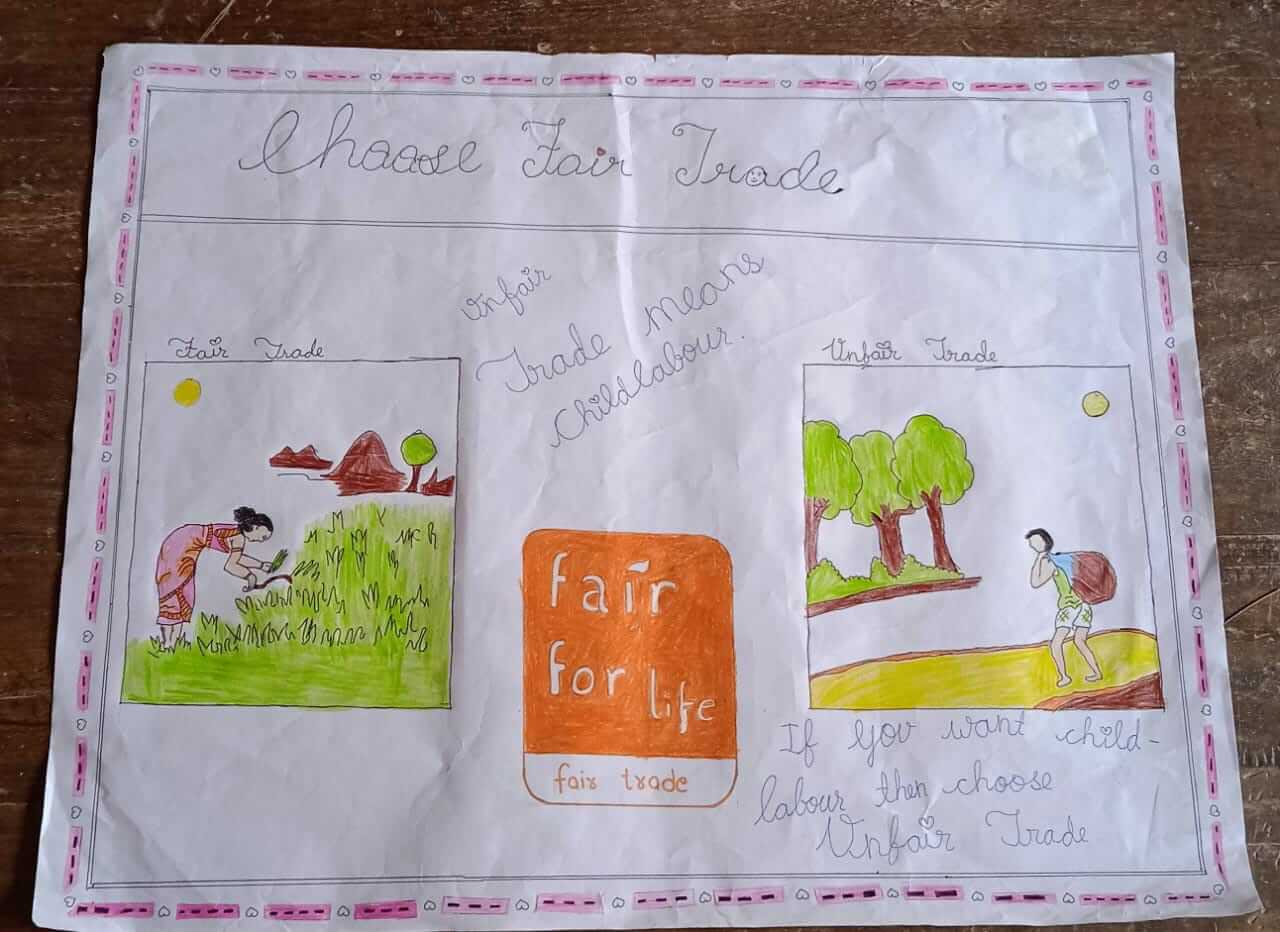 Choose Fair Trade
Unfair
Trade means
Childlabour.
Fair Trade
Unfair Trade
fair
for
life
fair trade
If you want child-
labour then choose
Unfair Trade